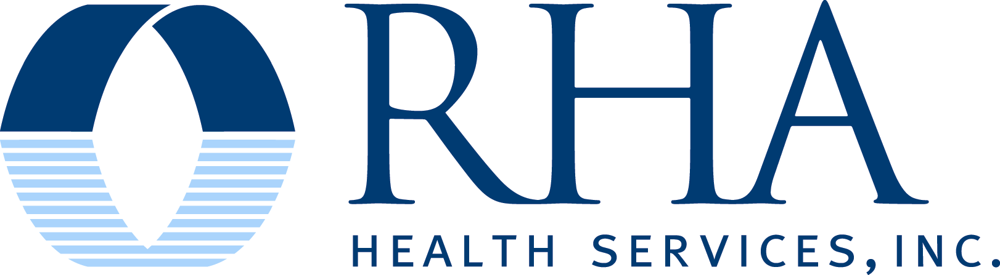 RHA
HEALTH SERVICES, INC.